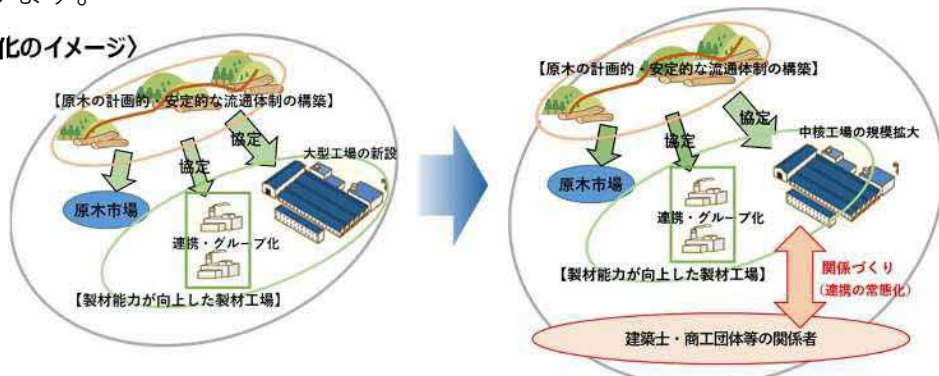 ます。
化のイメージ〉
【原木の計画的・安定的な流通体制の構築】
協定
協定
大型工場の新設
原木市場
連携・グループ化
【製材能力が向上した製材工場】
【原木の計画的・安定的な流通体制の構築】
協定
協定
中核工場の規模拡大
原木市場
連携・グループ化
【製材能力が向上した製材工場】
関係づくり
(連携の常態化)
建築士・商工団体等の関係者